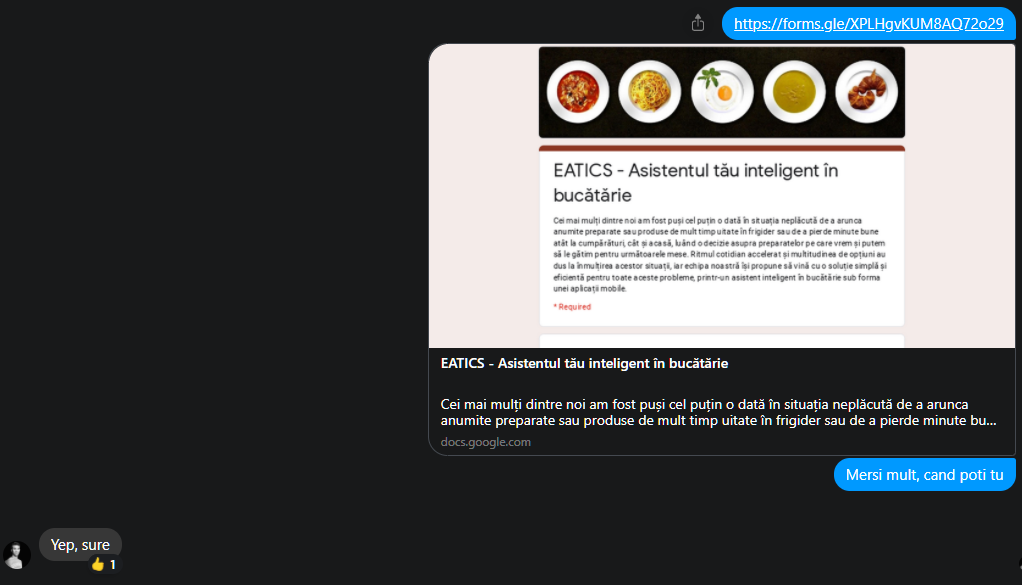 https://forms.gle/XPLHgvKUM8AQ72o29
EATICS - Asistentul tău inteligent în
bucătărie
Cei mai mulți dintre noi am fost puși cel puțin o dată în situația neplăcută de a arunca
anumite preparate sau produse de mult timp uitate în frigider sau de a pierde minute bune
atât la cumpărături, cât și acasă, luând o decizie asupra preparatelor pe care vrem și putem
să le gătim pentru următoarele mese. Ritmul cotidian accelerat și multitudinea de opțiuni au
dus la înmulțirea acestor situații, iar echipa noastră își propune să vină cu o soluție simplă și
eficientă pentru toate aceste probleme, printr-un asistent inteligent în bucătărie sub forma
unei aplicații mobile.
* Required
EATICS - Asistentul tău inteligent în bucătărie
Cei mai mulți dintre noi am fost puși cel puțin o dată în situația neplăcută de a arunca
anumite preparate sau produse de mult timp uitate în frigider sau de a pierde minute bu...
docs.google.com
Mersi mult, cand poti tu
Yep, sure
👍 1